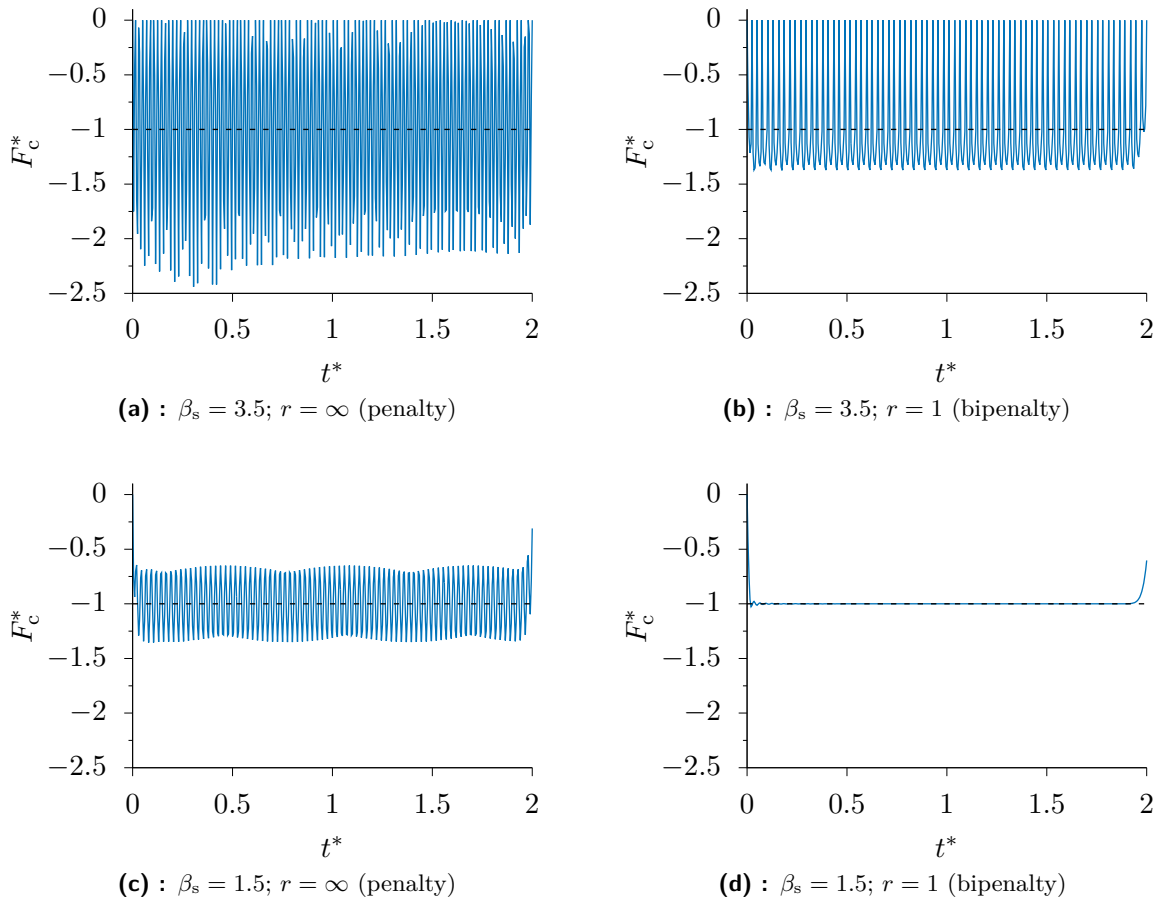 0
−0.5
−1
−1.5
−2
−2.5
F*c
0 0.5 1 1.5 2
t*
(a) : βs = 3.5; r = ∞ (penalty)
0
−0.5
−1
−1.5
−2
−2.5
F*c
0 0.5 1 1.5 2
t*
(b) : βs = 3.5; r = 1 (bipenalty)
0
−0.5
−1
−1.5
−2
−2.5
F*c
0 0.5 1 1.5 2
t*
(c) : βs = 1.5; r = ∞ (penalty)
0
−0.5
−1
−1.5
−2
−2.5
F*c
0 0.5 1 1.5 2
t*
(d) : βs = 1.5; r = 1 (bipenalty)